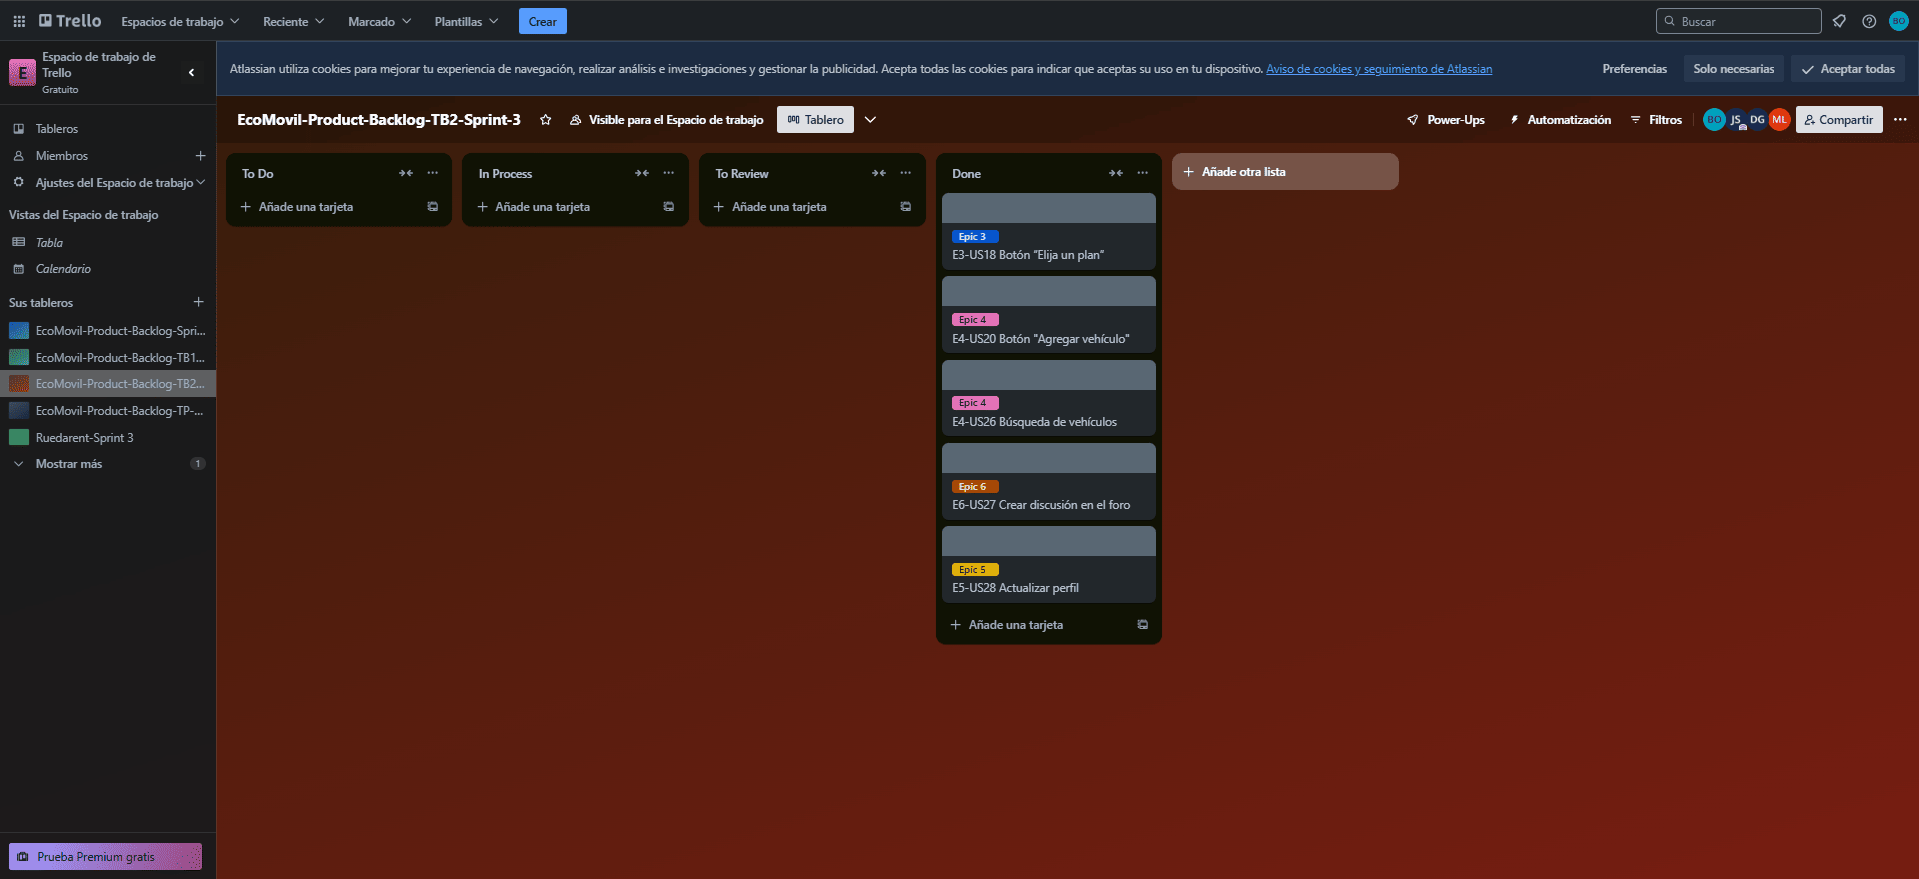 Trello
Espacios de trabajo
Reciente
Marcado
Plantillas
Crear
Buscar
BO
E
Espacio de trabajo de
Trello
Gratuito
Tableros
Miembros
Ajustes del Espacio de trabajo
Vistas del Espacio de trabajo
Tabla
Calendario
Sus tableros
EcoMovil-Product-Backlog-Spri...
EcoMovil-Product-Backlog-TB1...
EcoMovil-Product-Backlog-TB2...
EcoMovil-Product-Backlog-TP-...
Ruedarent-Sprint 3
Mostrar más
1
Prueba Premium gratis
Atlassian utiliza cookies para mejorar tu experiencia de navegación, realizar análisis e investigaciones y gestionar la publicidad. Acepta todas las cookies para indicar que aceptas su uso en tu dispositivo. Aviso de cookies y seguimiento de Atlassian
Preferencias
Solo necesarias
Aceptar todas
EcoMovil-Product-Backlog-TB2-Sprint-3
Visible para el Espacio de trabajo
Tablero
Power-Ups
Automatización
Filtros
BO
JS
DG
ML
Compartir
To Do
Añade una tarjeta
In Process
Añade una tarjeta
To Review
Añade una tarjeta
Done
Epic 3
E3-US18 Botón “Elija un plan”
Epic 4
E4-US20 Botón "Agregar vehículo"
Epic 4
E4-US26 Búsqueda de vehículos
Epic 6
E6-US27 Crear discusión en el foro
Epic 5
E5-US28 Actualizar perfil
Añade una tarjeta
Añade otra lista